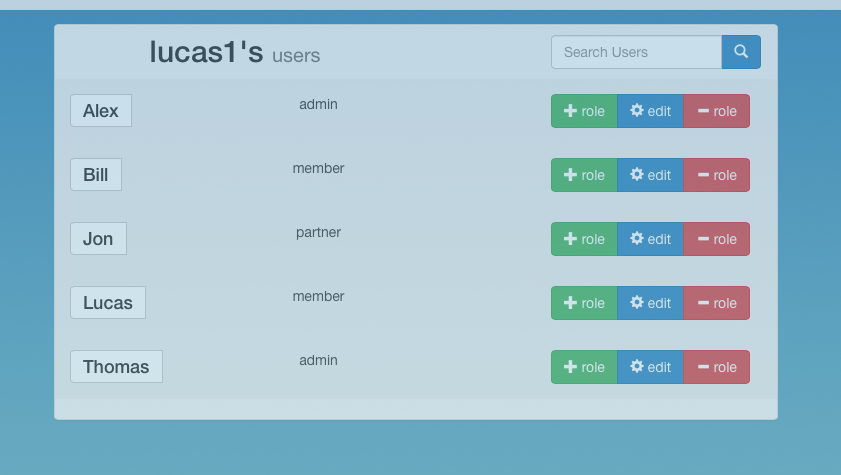 lucas1's users Search Users
Alex admin role edit role
Bill member role edit role
Jon partner role edit role
Lucas member role edit role
Thomas admin role edit role